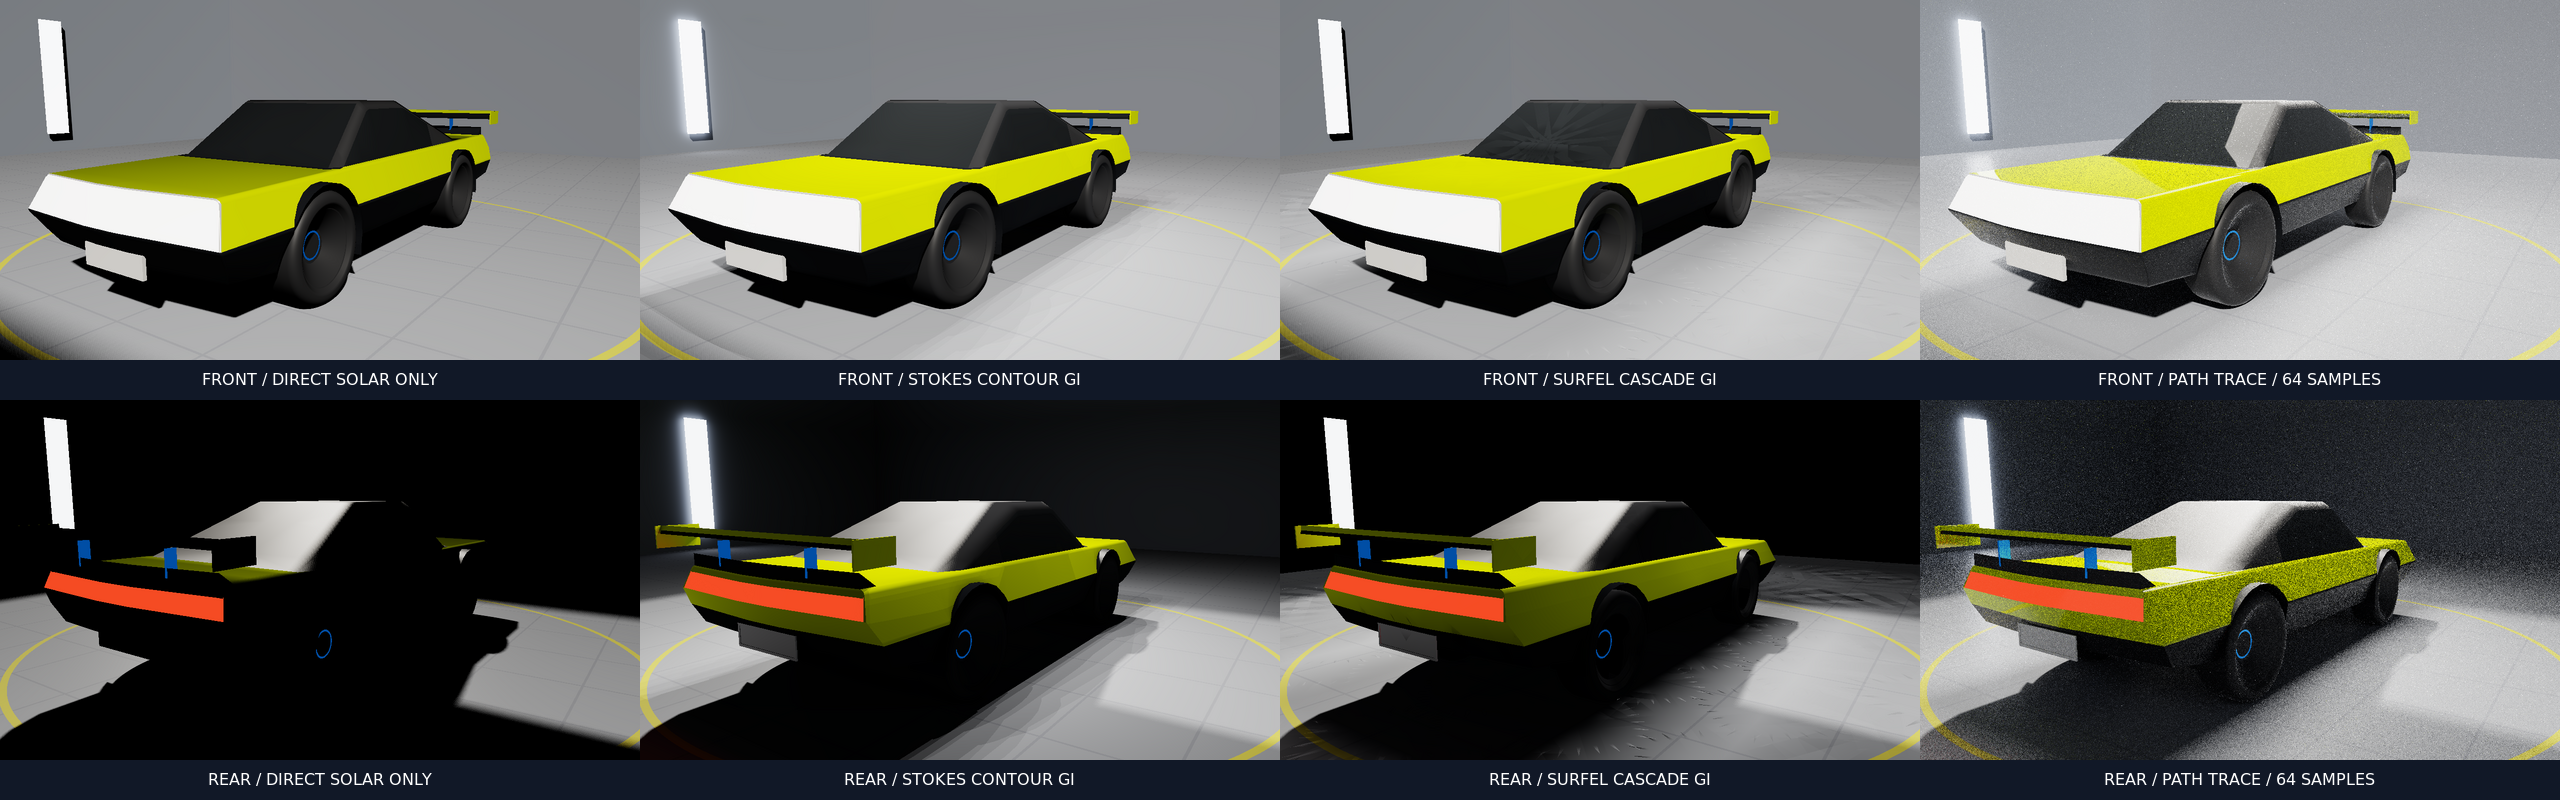 FRONT / DIRECT SOLAR ONLY
FRONT / STOKES CONTOUR GI
FRONT / SURFEL CASCADE GI
FRONT / PATH TRACE / 64 SAMPLES
REAR / DIRECT SOLAR ONLY
REAR / STOKES CONTOUR GI
REAR / SURFEL CASCADE GI
REAR / PATH TRACE / 64 SAMPLES